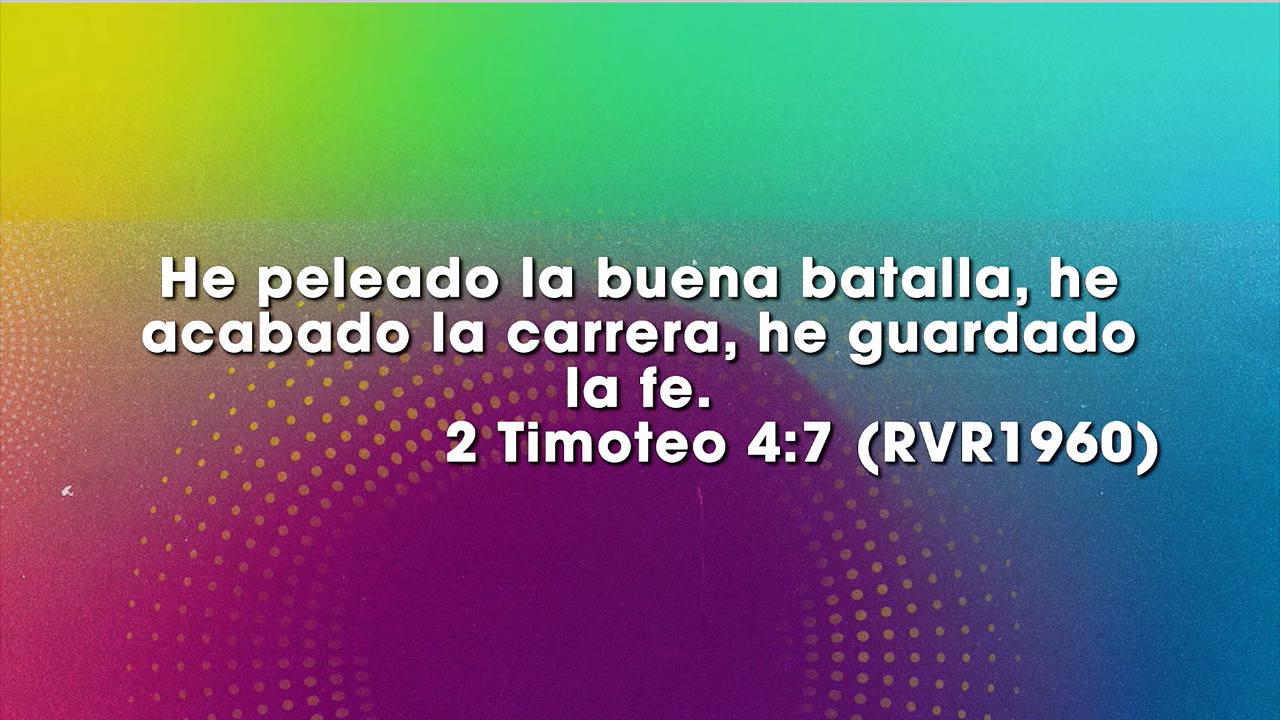 He peleado la buena batalla, he
acabado la carrera, he guardado
la fe.
2 Timoteo 4:7 (RVR1960)